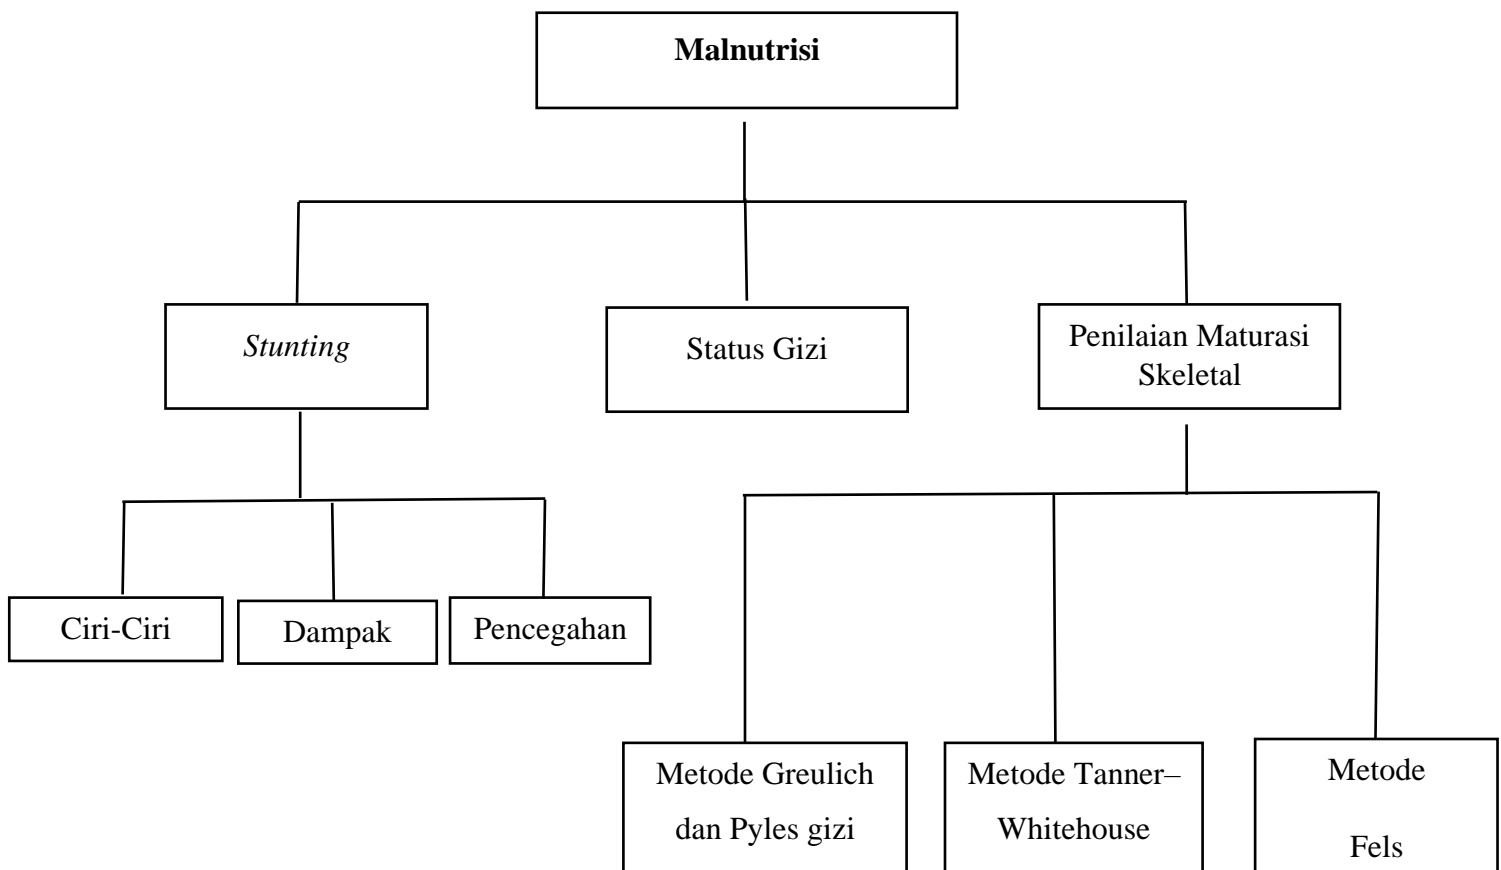 Malnutrisi
Stunting
Status Gizi
Penilaian Maturasi
Skeletal
Ciri-Ciri
Dampak
Pencegahan
Metode Greulich
dan Pyles gizi
Metode Tanner–
Whitehouse
Metode
Fels